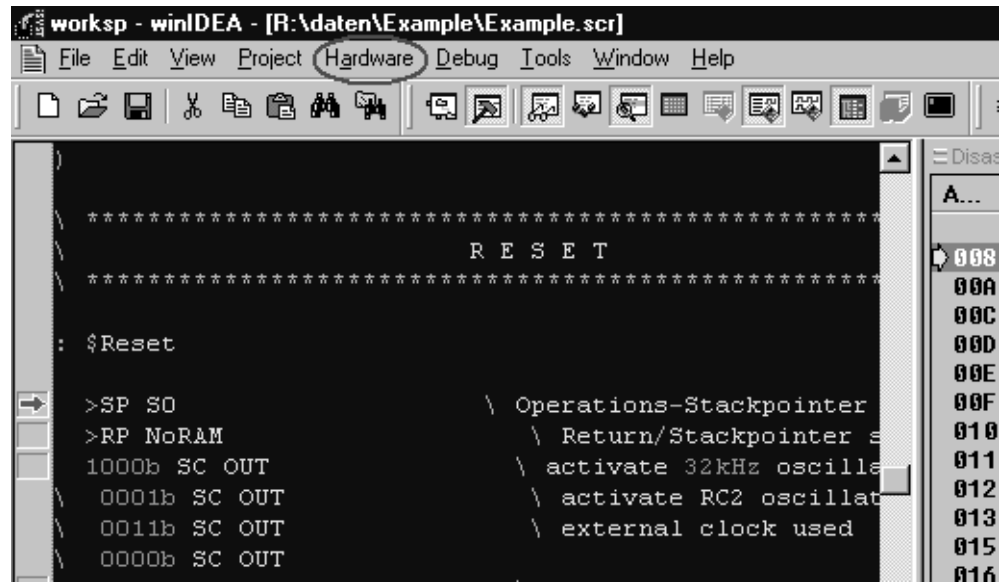 worksp - winIDEA - [R:\daten\Example\Example.scr]
File Edit View Project Hardware Debug Tools Window Help
)
\ ****************************************************
\ R E S E T
\ ****************************************************
: $Reset
>SP S0 \ Operations-Stackpointer
>RP NoRAM \ Return/Stackpointer s
1000b SC OUT \ activate 32kHz oscilla
\ 0001b SC OUT \ activate RC2 oscillat
\ 0011b SC OUT \ external clock used
\ 0000b SC OUT
Disas
A...
008
00A
00C
00D
00E
00F
010
011
012
013
015
016